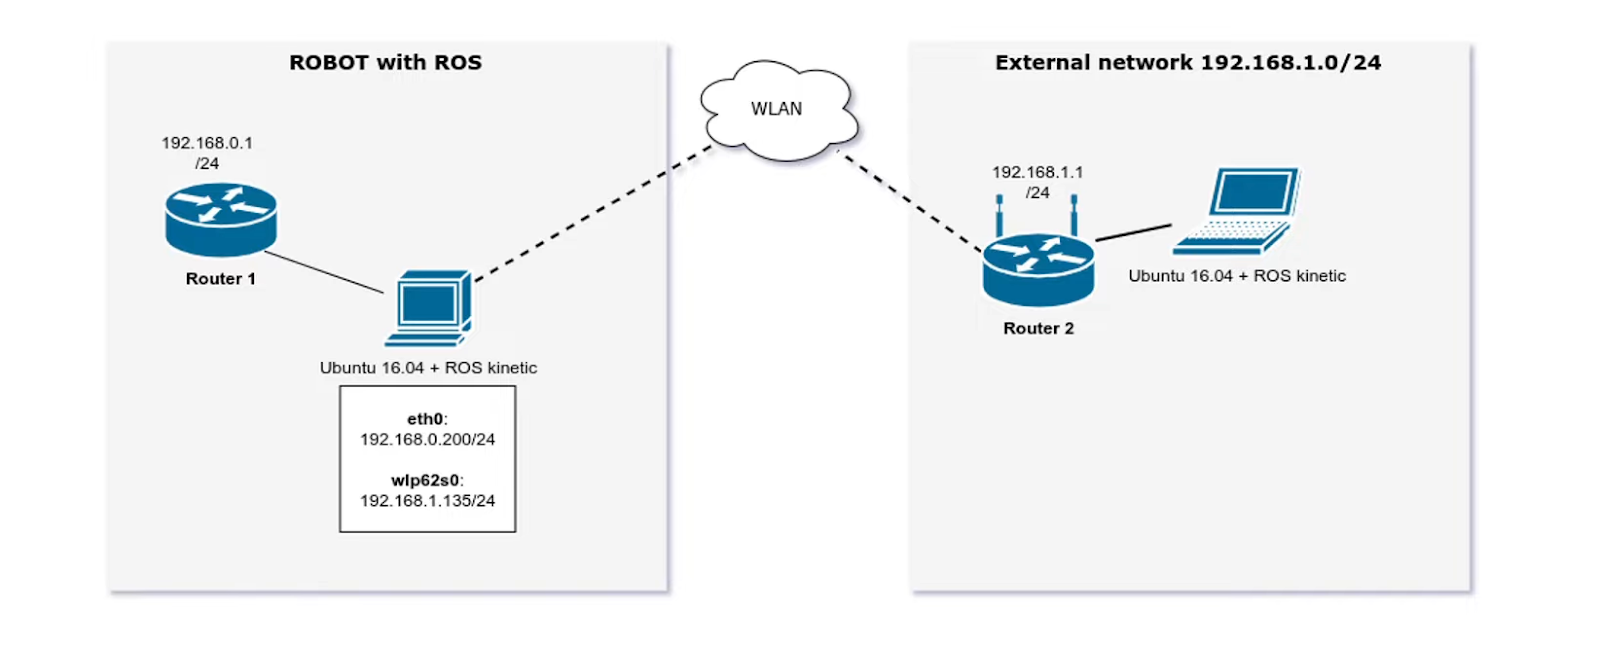 ROBOT with ROS
192.168.0.1
/24
Router 1
Ubuntu 16.04 + ROS kinetic
eth0:
192.168.0.200/24
wlp62s0:
192.168.1.135/24
WLAN
External network 192.168.1.0/24
192.168.1.1
/24
Ubuntu 16.04 + ROS kinetic
Router 2